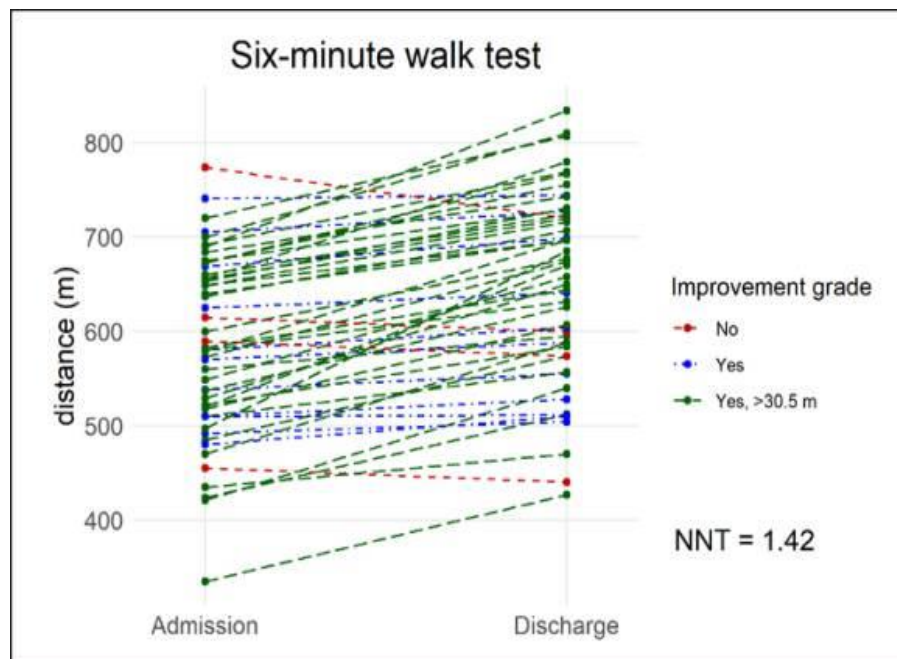 Six-minute walk test
distance (m)
800
700
600
500
400
Admission
Discharge
Improvement grade
No
Yes
Yes, >30.5 m
NNT = 1.42